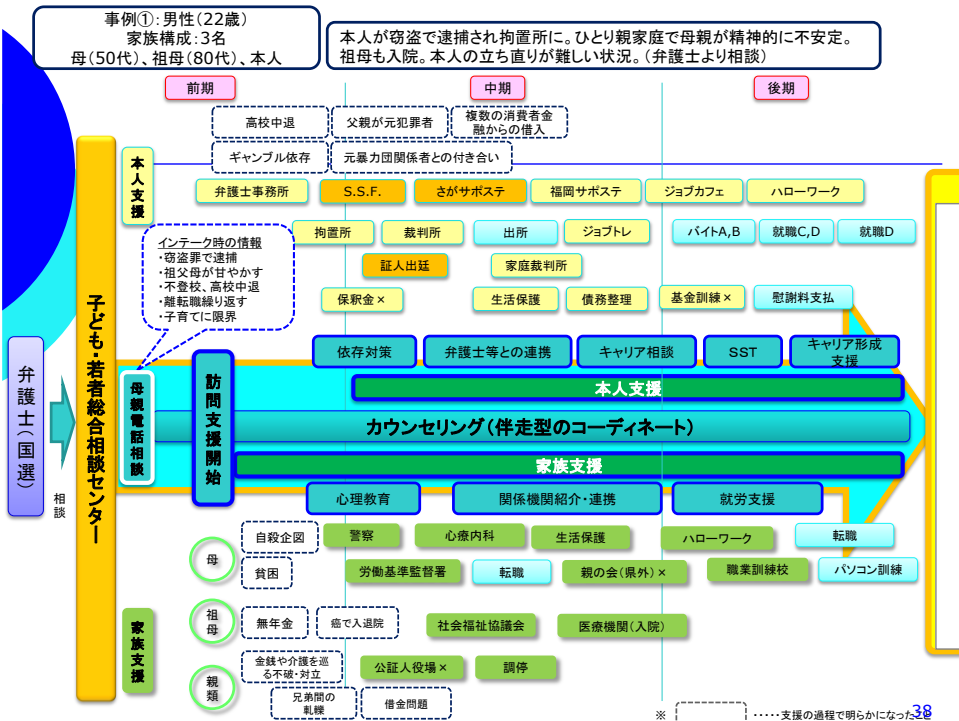 事例①：男性（22歳）
家族構成：3名
母（50代）、祖母（80代）、本人
本人が窃盗で逮捕され拘置所に。ひとり親家庭で母親が精神的に不安定。
祖母も入院。本人の立ち直りが難しい状況。（弁護士より相談）
前期
中期
後期
高校中退
父親が元犯罪者
複数の消費者金
融からの借入
ギャンブル依存
元暴力団関係者との付き合い
本人支援
弁護士事務所
S.S.F.
さがサポステ
福岡サポステ
ジョブカフェ
ハローワーク
拘置所
裁判所
出所
ジョブトレ
バイトA,B
就職C,D
就職D
インテーク時の情報
・窃盗罪で逮捕
・祖父母が甘やかす
・不登校、高校中退
・離転職繰り返す
・子育てに限界
証人出廷
家庭裁判所
保釈金×
生活保護
債務整理
基金訓練×
慰謝料支払
弁護士（国選）
相談
子ども・若者総合相談センター
母親電話相談
訪問支援開始
依存対策
弁護士等との連携
キャリア相談
SST
キャリア形成
支援
本人支援
カウンセリング（伴走型のコーディネート）
家族支援
心理教育
関係機関紹介・連携
就労支援
家族支援
母
自殺企図
警察
心療内科
生活保護
ハローワーク
転職
貧困
労働基準監督署
転職
親の会（県外）×
職業訓練校
パソコン訓練
祖母
無年金
癌で入退院
社会福祉協議会
医療機関（入院）
親類
金銭や介護を巡
る不破・対立
公証人役場×
調停
兄弟間の
軋轢
借金問題
※
・・・・・支援の過程で明らかになったこと
38